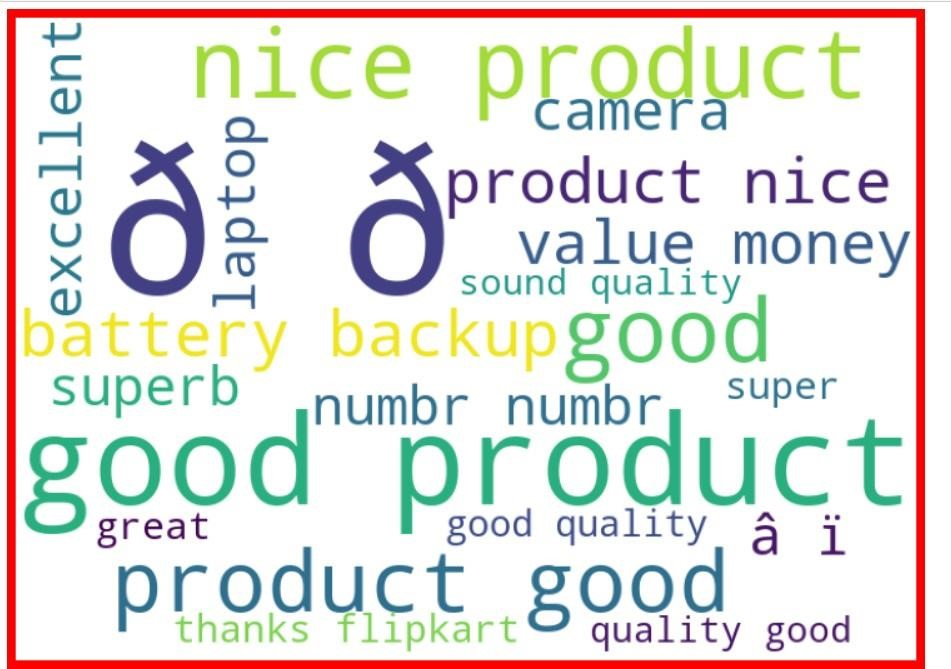 excellent
nice product
camera
laptop
ð ð
product nice
value money
sound quality
battery backup
good
superb
numbr numbr
super
good product
great
good quality
â ï
product good
thanks flipkart
quality good